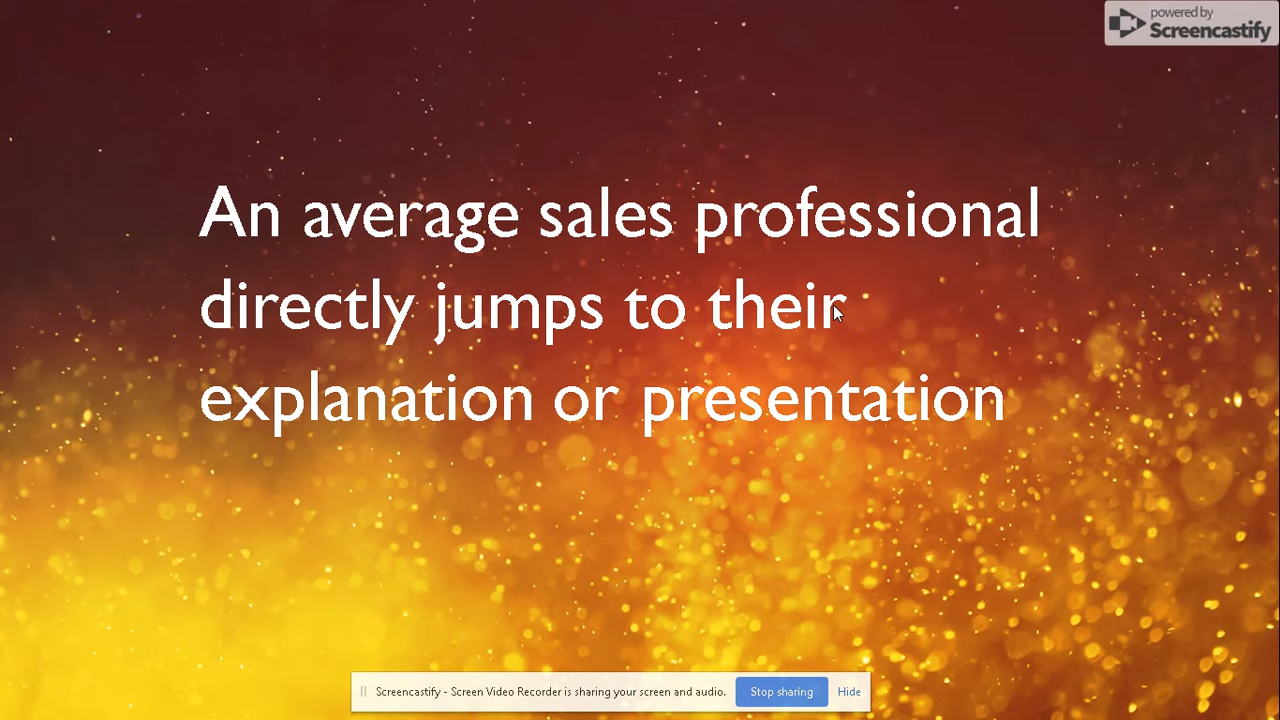 powered by
Screencastify
An average sales professional
directly jumps to their
explanation or presentation
Screencastify - Screen Video Recorder is sharing your screen and audio. Stop sharing Hide